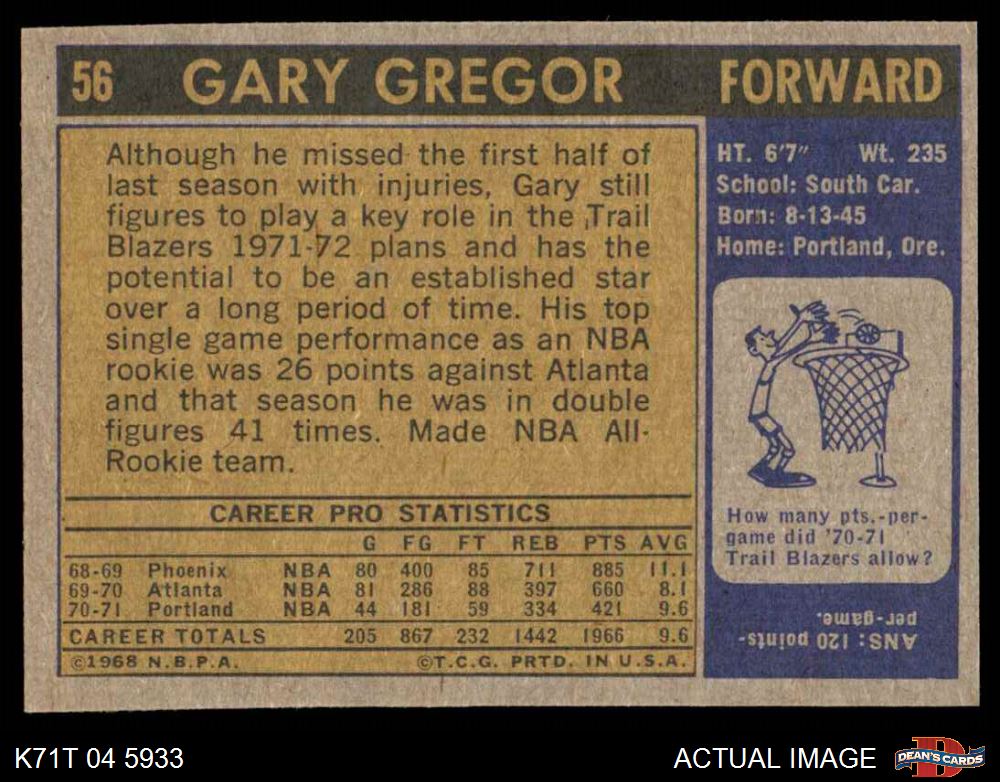 56 GARY GREGOR FORWARD
Although he missed the first half of
last season with injuries, Gary still
figures to play a key role in the Trail
Blazers 1971-72 plans and has the
potential to be an established star
over a long period of time. His top
single game performance as an NBA
rookie was 26 points against Atlanta
and that season he was in double
figures 41 times. Made NBA All-
Rookie team.
HT. 6'7" Wt. 235
School: South Car.
Born: 8-13-45
Home: Portland, Ore.
How many pts.-per-
game did '70-71
Trail Blazers allow?
ANS: 120 points-
per-game.
CAREER PRO STATISTICS
G FG FT REB PTS AVG
68-69 Phoenix NBA 80 400 85 711 885 11.1
69-70 Atlanta NBA 81 286 88 397 660 8.1
70-71 Portland NBA 44 181 59 334 421 9.6
CAREER TOTALS 205 867 232 1442 1966 9.6
©1968 N.B.P.A. ©T.C.G. PRTD. IN U.S.A.
K71T 04 5933 ACTUAL IMAGE D DEAN'S CARDS